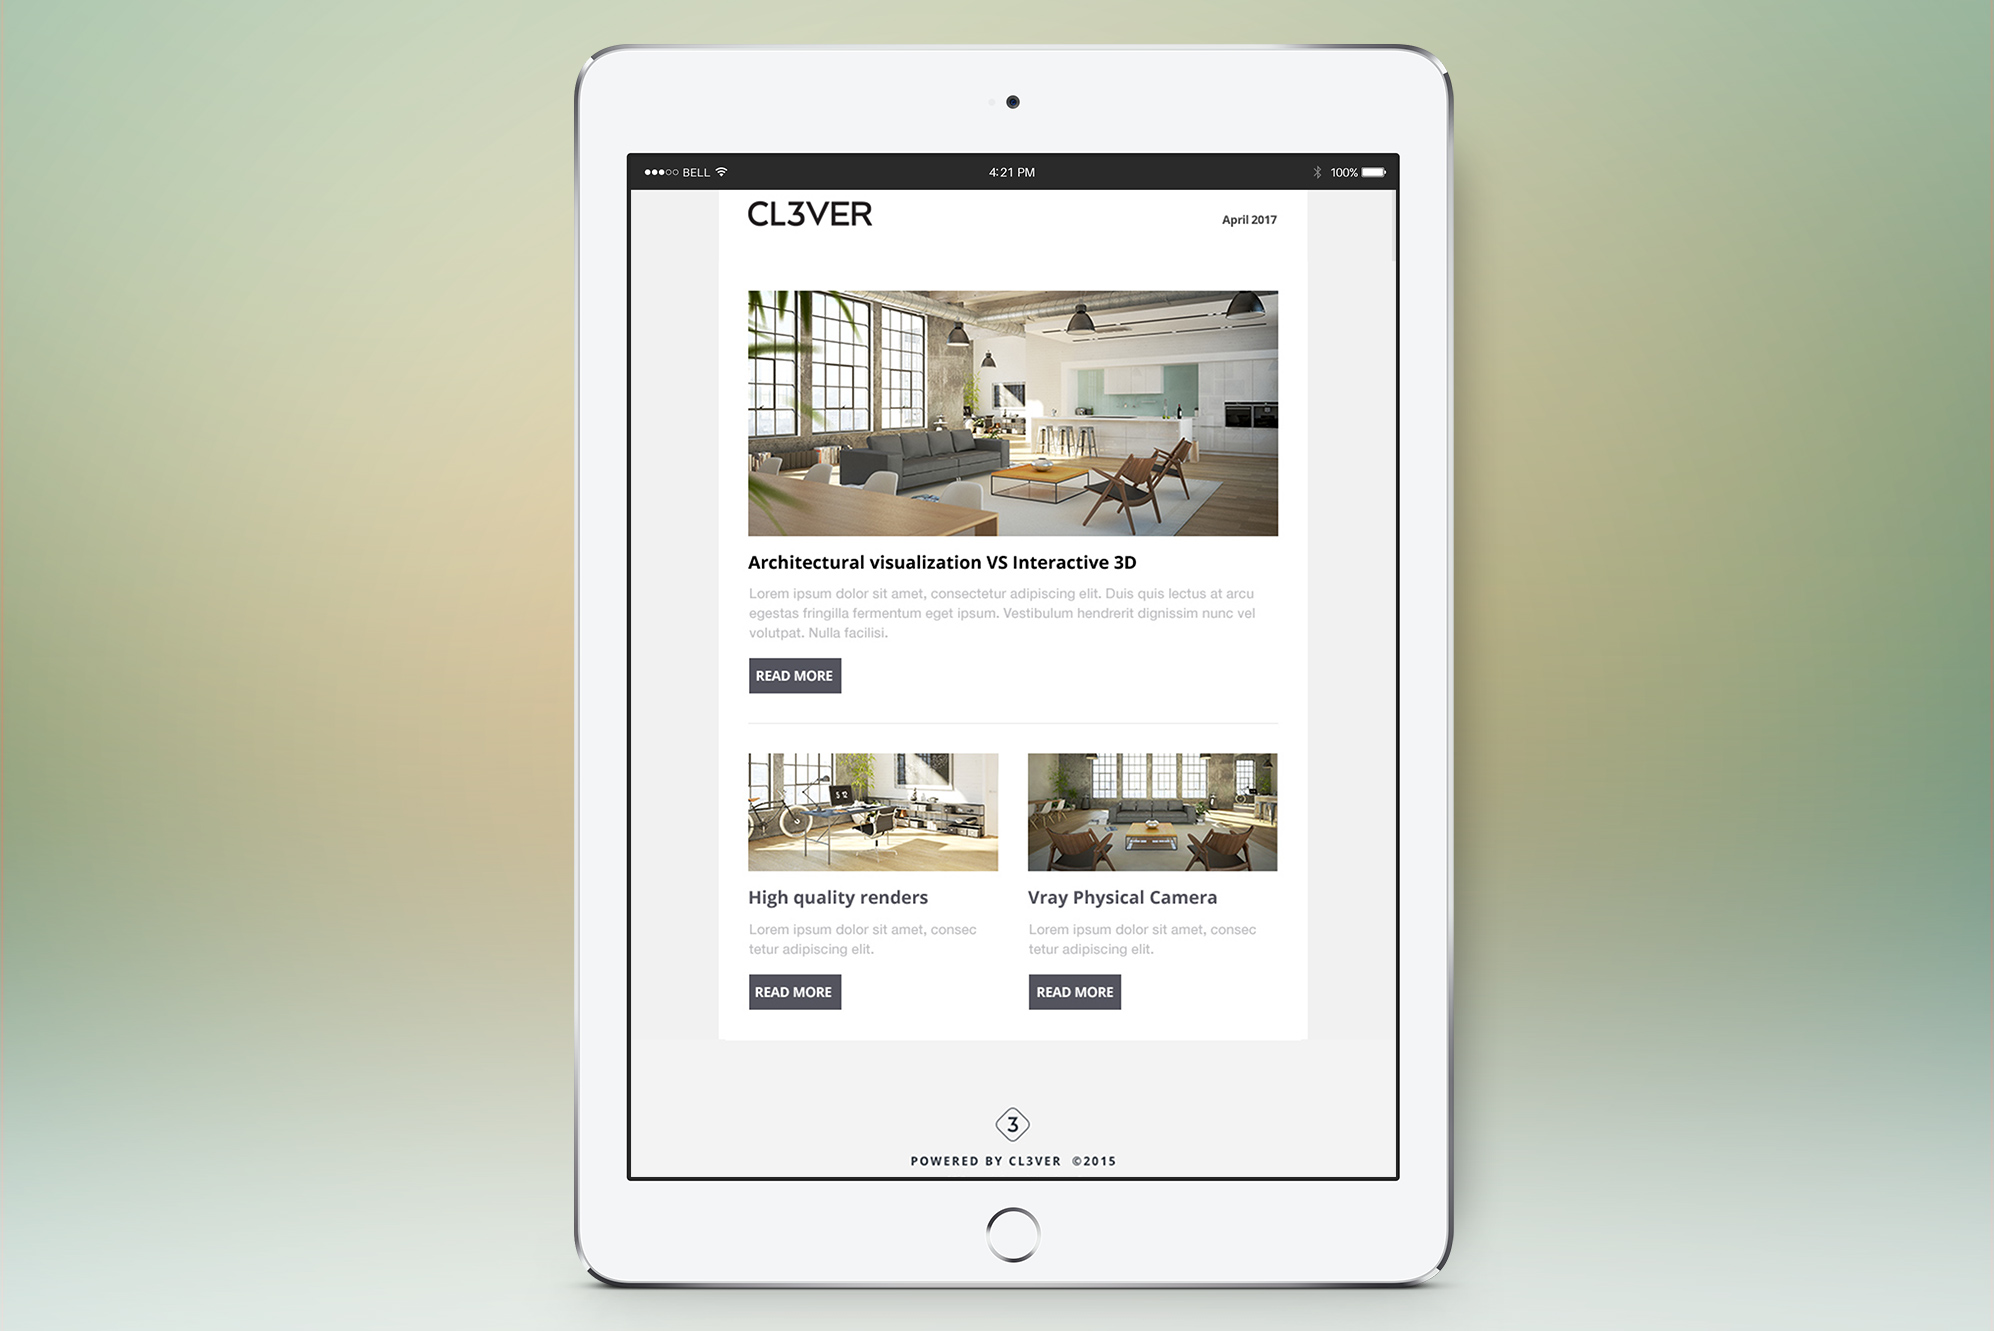 BELL
4:21 PM
100%
CL3VER
April 2017
Architectural visualization VS Interactive 3D
Lorem ipsum dolor sit amet, consectetur adipiscing elit. Duis quis lectus at arcu
egestas fringilla fermentum eget ipsum. Vestibulum hendrerit dignissim nunc vel
volutpat. Nulla facilisi.
READ MORE
5 12
High quality renders
Lorem ipsum dolor sit amet, consec
tetur adipiscing elit.
READ MORE
Vray Physical Camera
Lorem ipsum dolor sit amet, consec
tetur adipiscing elit.
READ MORE
3
POWERED BY CL3VER ©2015